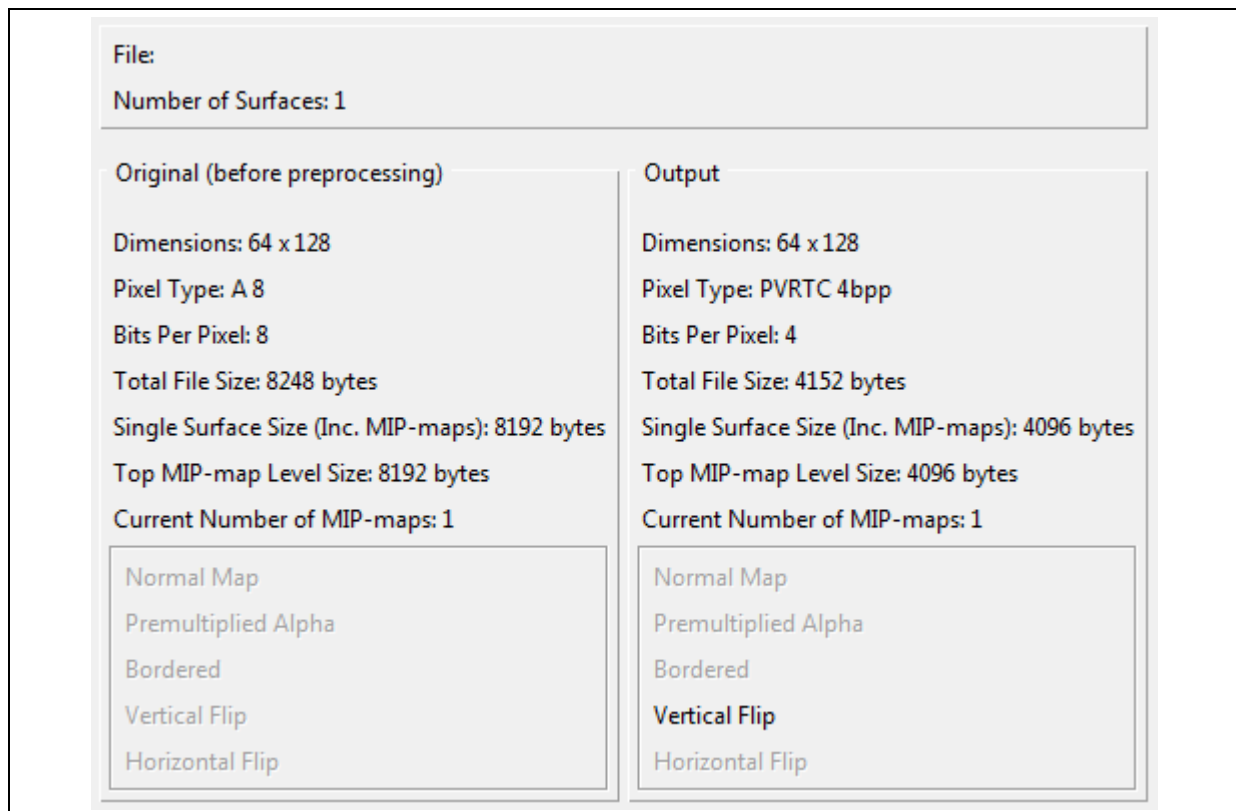 File:
Number of Surfaces: 1
Original (before preprocessing)
Dimensions: 64 x 128
Pixel Type: A 8
Bits Per Pixel: 8
Total File Size: 8248 bytes
Single Surface Size (Inc. MIP-maps): 8192 bytes
Top MIP-map Level Size: 8192 bytes
Current Number of MIP-maps: 1
Normal Map
Premultiplied Alpha
Bordered
Vertical Flip
Horizontal Flip
Output
Dimensions: 64 x 128
Pixel Type: PVRTC 4bpp
Bits Per Pixel: 4
Total File Size: 4152 bytes
Single Surface Size (Inc. MIP-maps): 4096 bytes
Top MIP-map Level Size: 4096 bytes
Current Number of MIP-maps: 1
Normal Map
Premultiplied Alpha
Bordered
Vertical Flip
Horizontal Flip